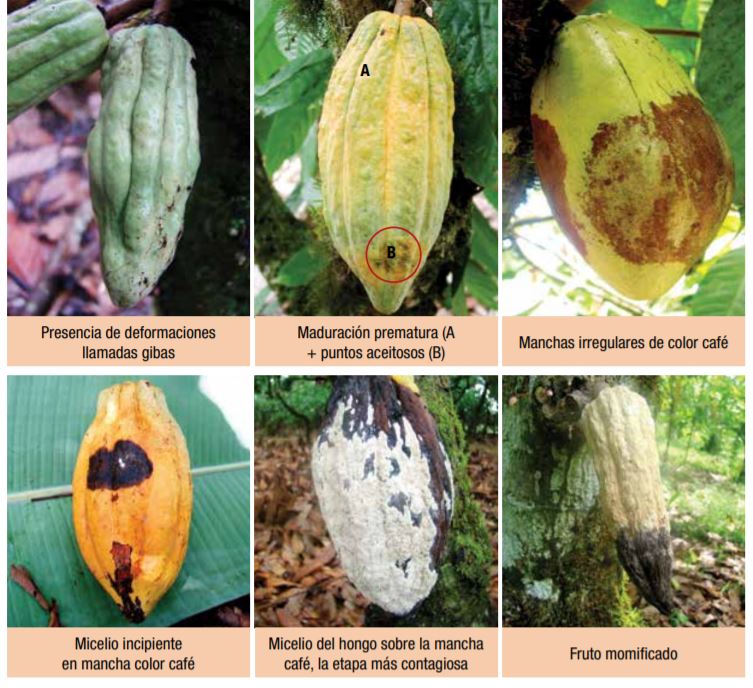 A
B
Presencia de deformaciones
llamadas gibas
Maduración prematura (A
+ puntos aceitosos (B)
Manchas irregulares de color café
Micelio incipiente
en mancha color café
Micelio del hongo sobre la mancha
café, la etapa más contagiosa
Fruto momificado